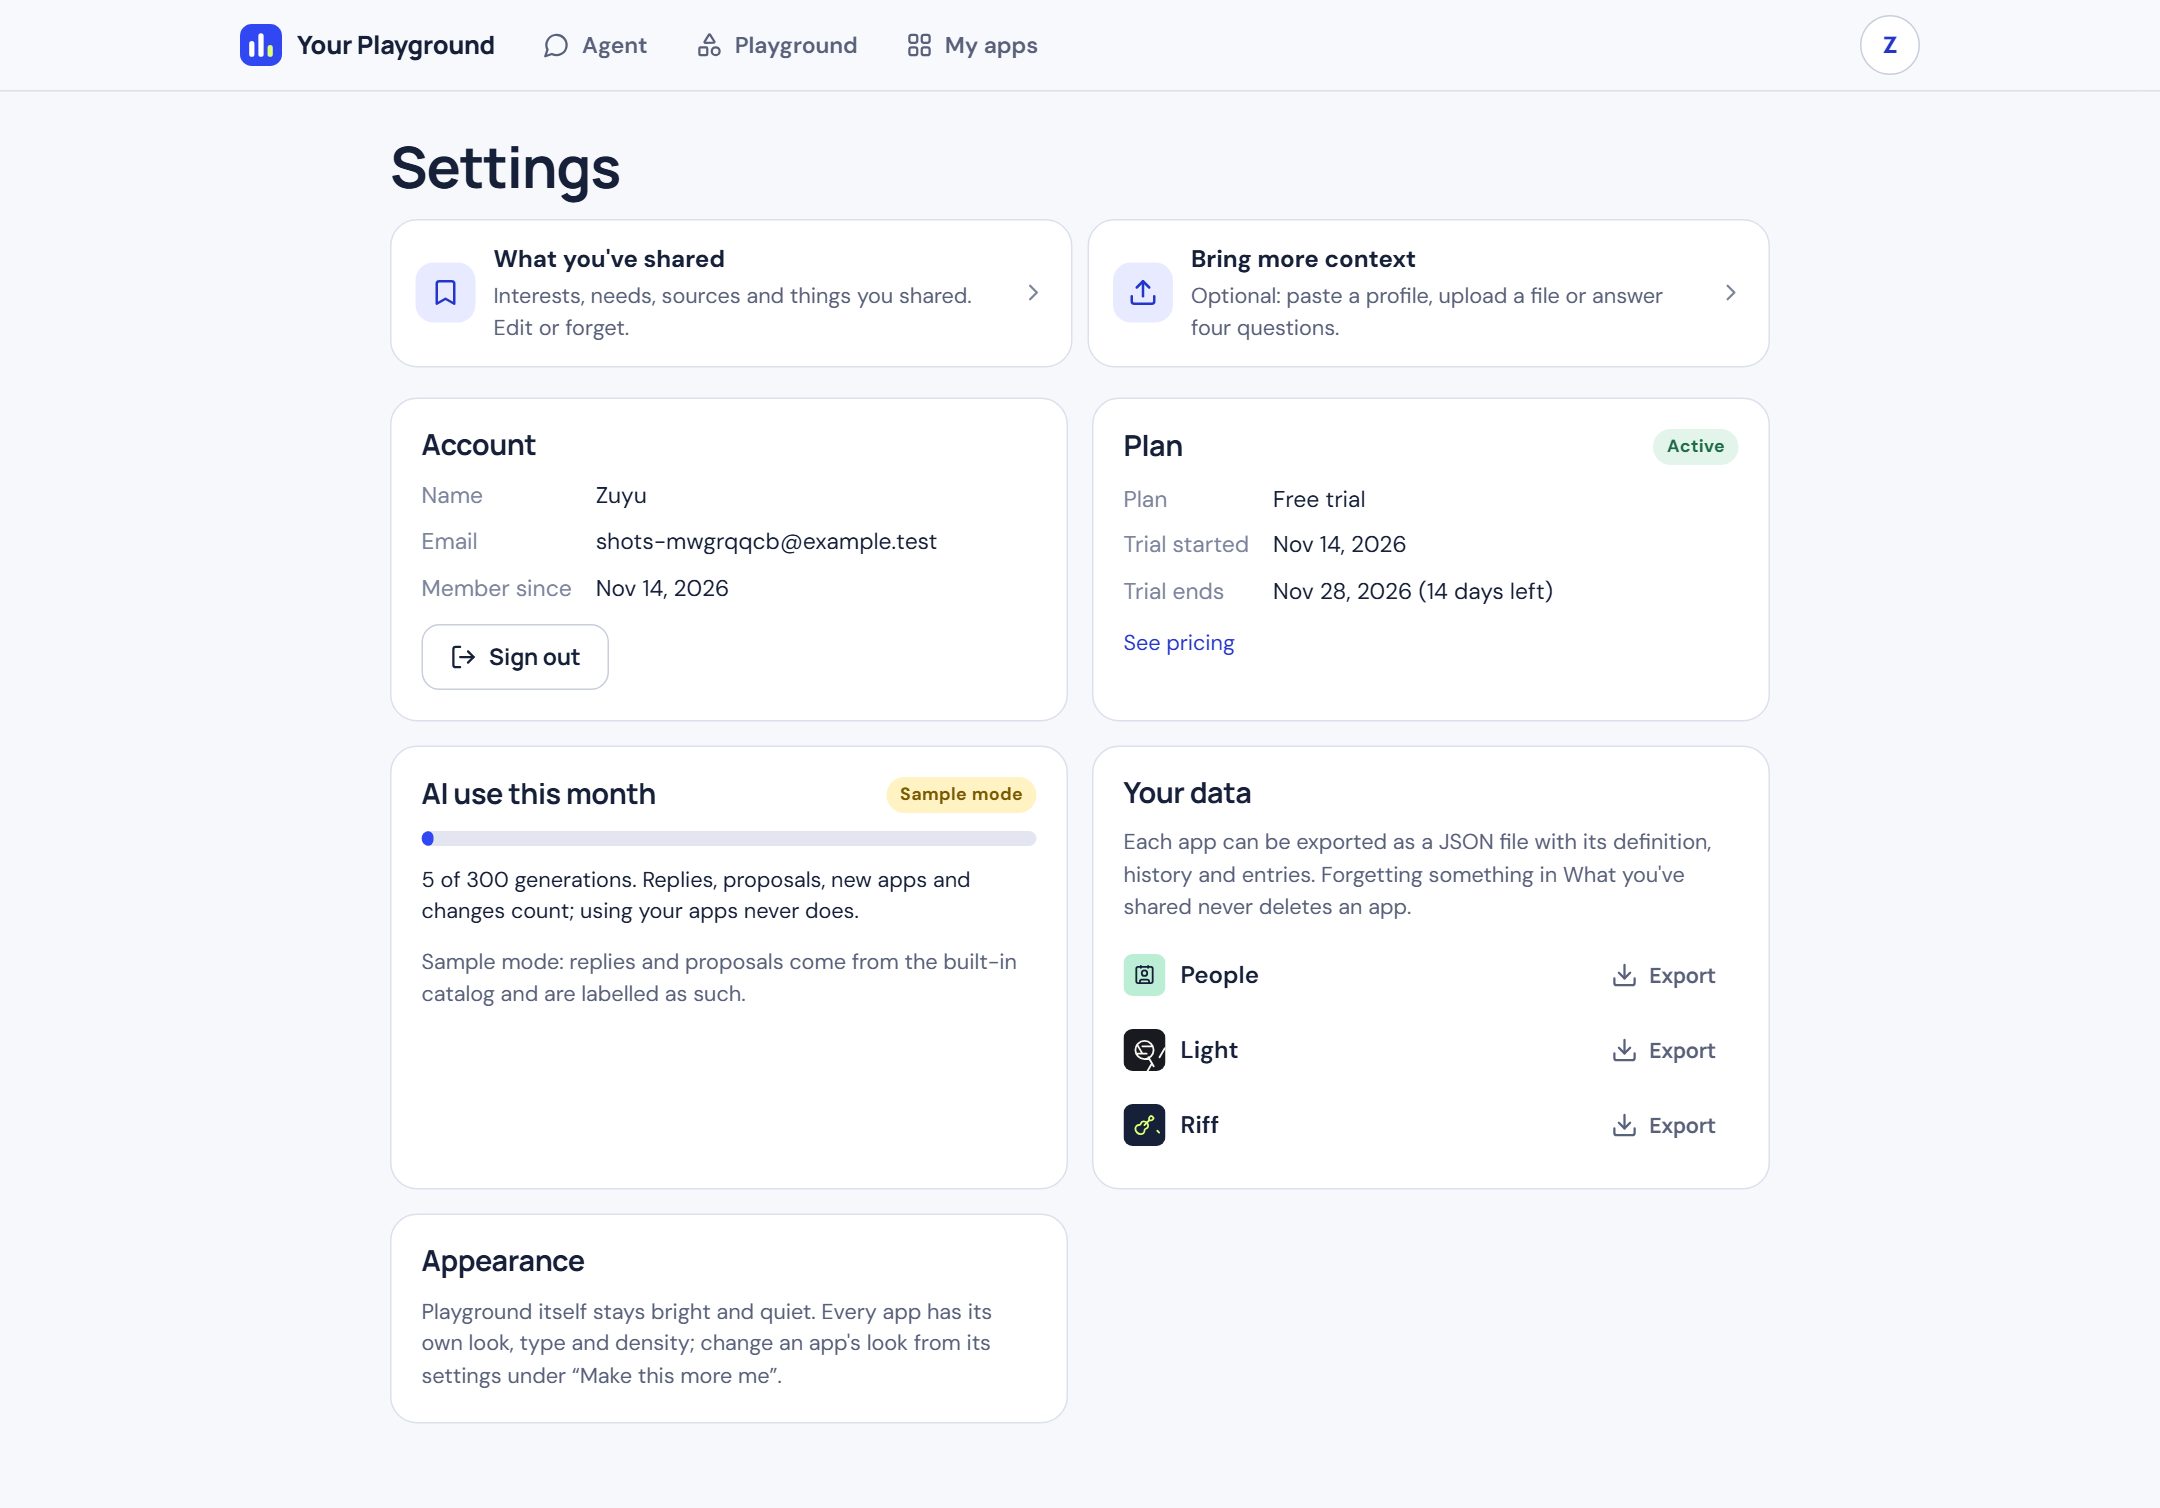 Your Playground
Agent
Playground
My apps
Z
Settings
What you've shared
Interests, needs, sources and things you shared.
Edit or forget.
Bring more context
Optional: paste a profile, upload a file or answer
four questions.
Account
Name Zuyu
Email shots-mwgrqqcb@example.test
Member since Nov 14, 2026
Sign out
Plan
Active
Plan Free trial
Trial started Nov 14, 2026
Trial ends Nov 28, 2026 (14 days left)
See pricing
AI use this month
Sample mode
5 of 300 generations. Replies, proposals, new apps and
changes count; using your apps never does.
Sample mode: replies and proposals come from the built-in
catalog and are labelled as such.
Your data
Each app can be exported as a JSON file with its definition,
history and entries. Forgetting something in What you've
shared never deletes an app.
People Export
Light Export
Riff Export
Appearance
Playground itself stays bright and quiet. Every app has its
own look, type and density; change an app's look from its
settings under “Make this more me”.